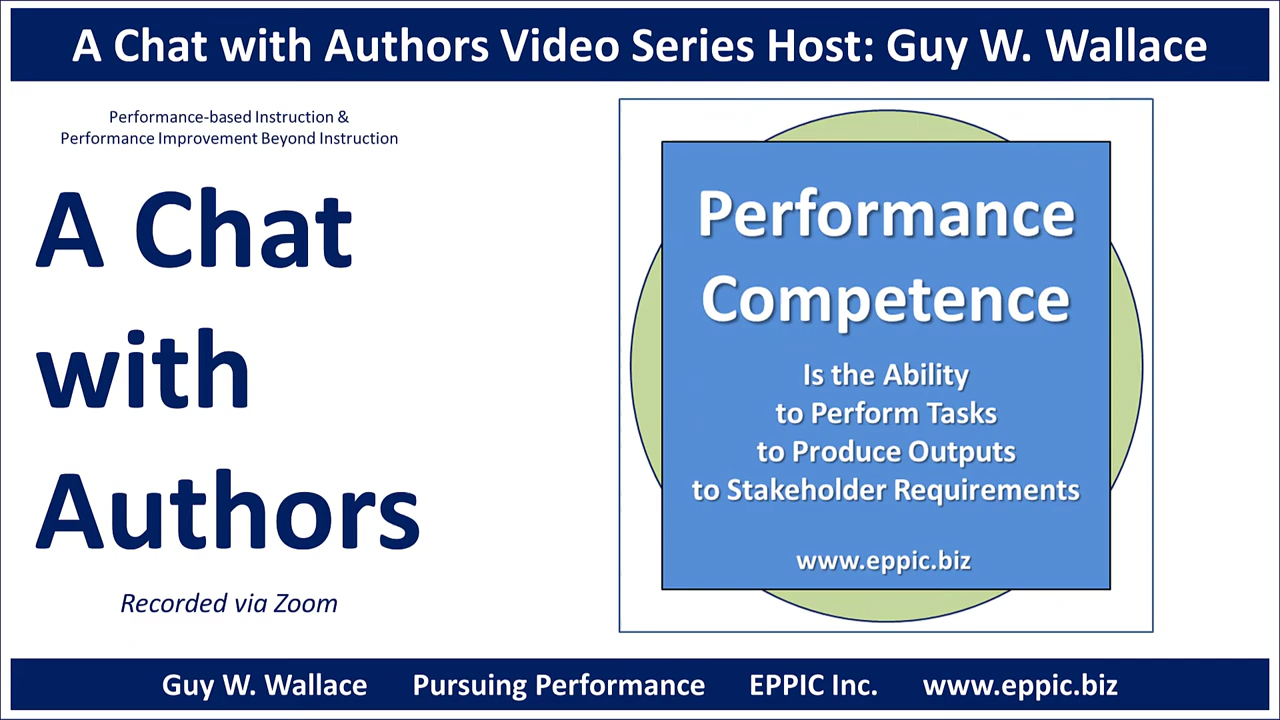 A Chat with Authors Video Series Host: Guy W. Wallace
Performance-based Instruction &
Performance Improvement Beyond Instruction
A Chat
with
Authors
Recorded via Zoom
Performance
Competence
Is the Ability
to Perform Tasks
to Produce Outputs
to Stakeholder Requirements
www.eppic.biz
Guy W. Wallace Pursuing Performance EPPIC Inc. www.eppic.biz